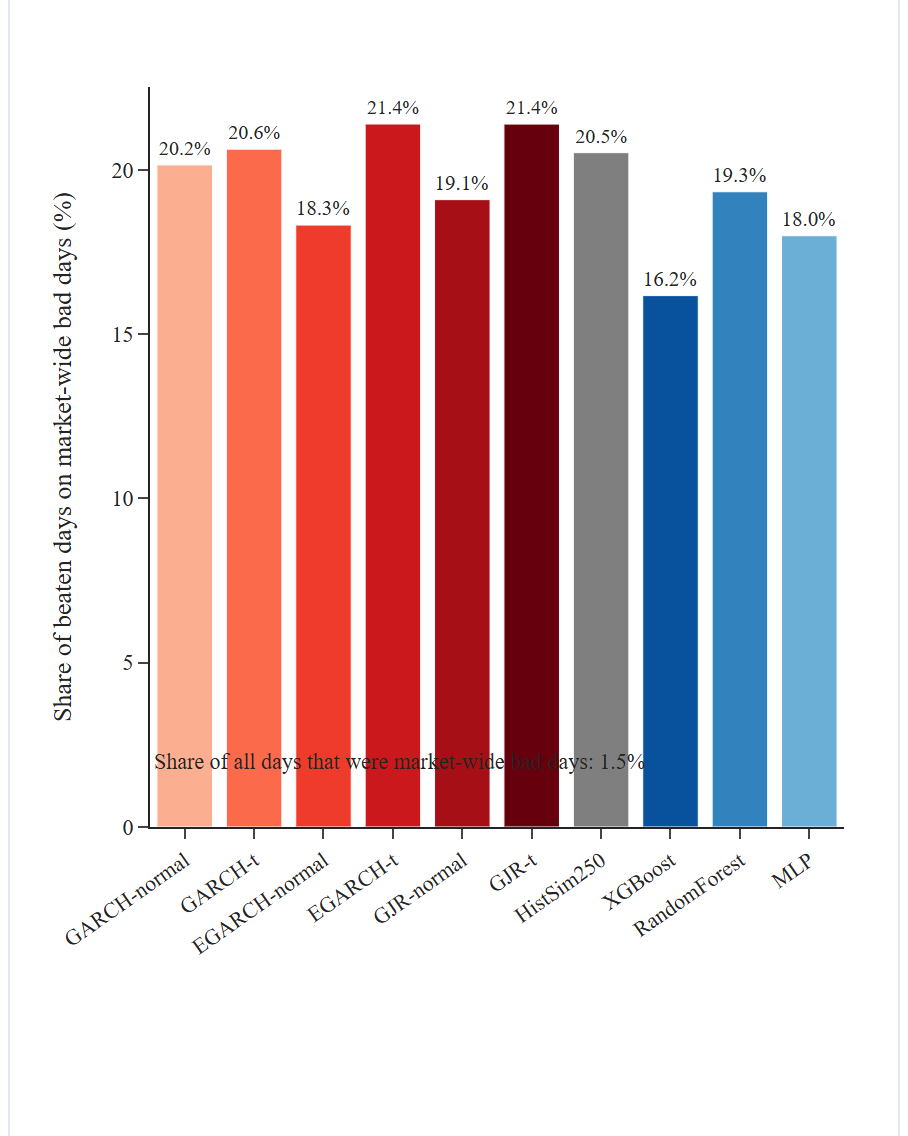 21.4%
21.4%
20.2%
20.6%
20.5%
18.3%
19.1%
19.3%
18.0%
16.2%
20
15
10
5
0
Share of beaten days on market-wide bad days (%)
Share of all days that were market-wide bad days: 1.5%
GARCH-normal
GARCH-t
EGARCH-normal
EGARCH-t
GJR-normal
GJR-t
HistSim250
XGBoost
RandomForest
MLP